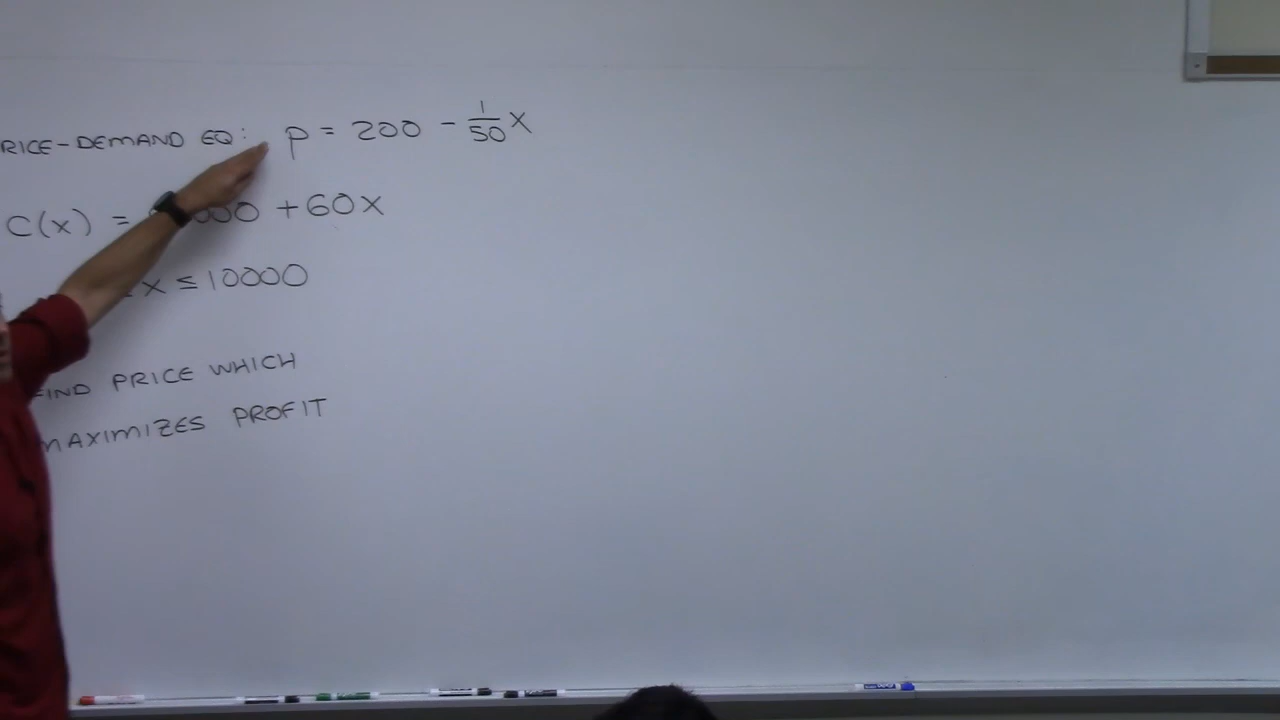 RICE-DEMAND EQ: p = 200 - 1/50 x
C(x) = 000 + 60x
x ≤ 10000
FIND PRICE WHICH
MAXIMIZES PROFIT